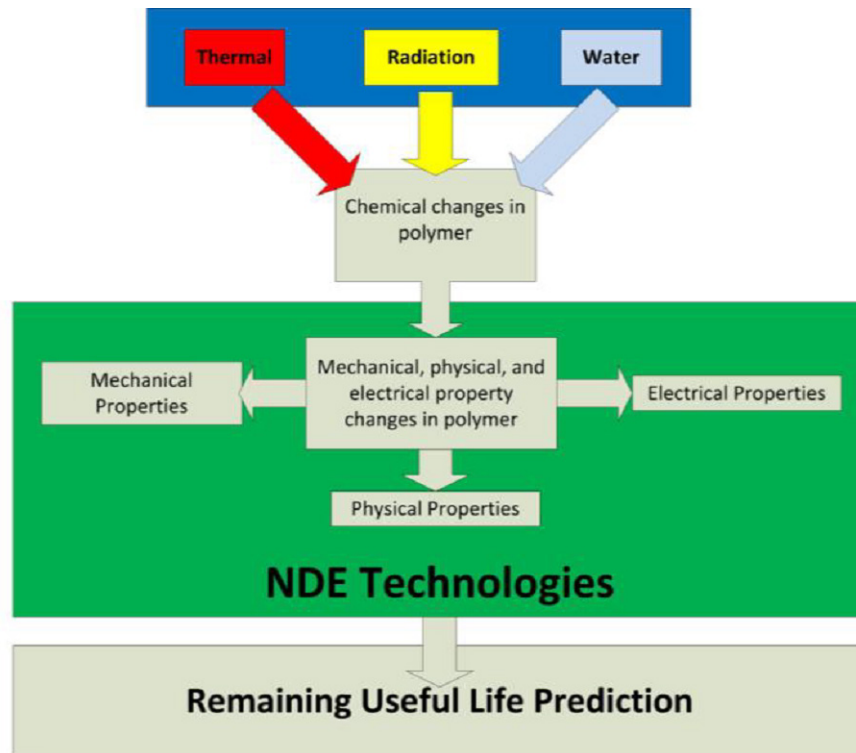 Thermal
Radiation
Water
Chemical changes in
polymer
Mechanical
Properties
Mechanical, physical, and
electrical property
changes in polymer
Electrical Properties
Physical Properties
NDE Technologies
Remaining Useful Life Prediction